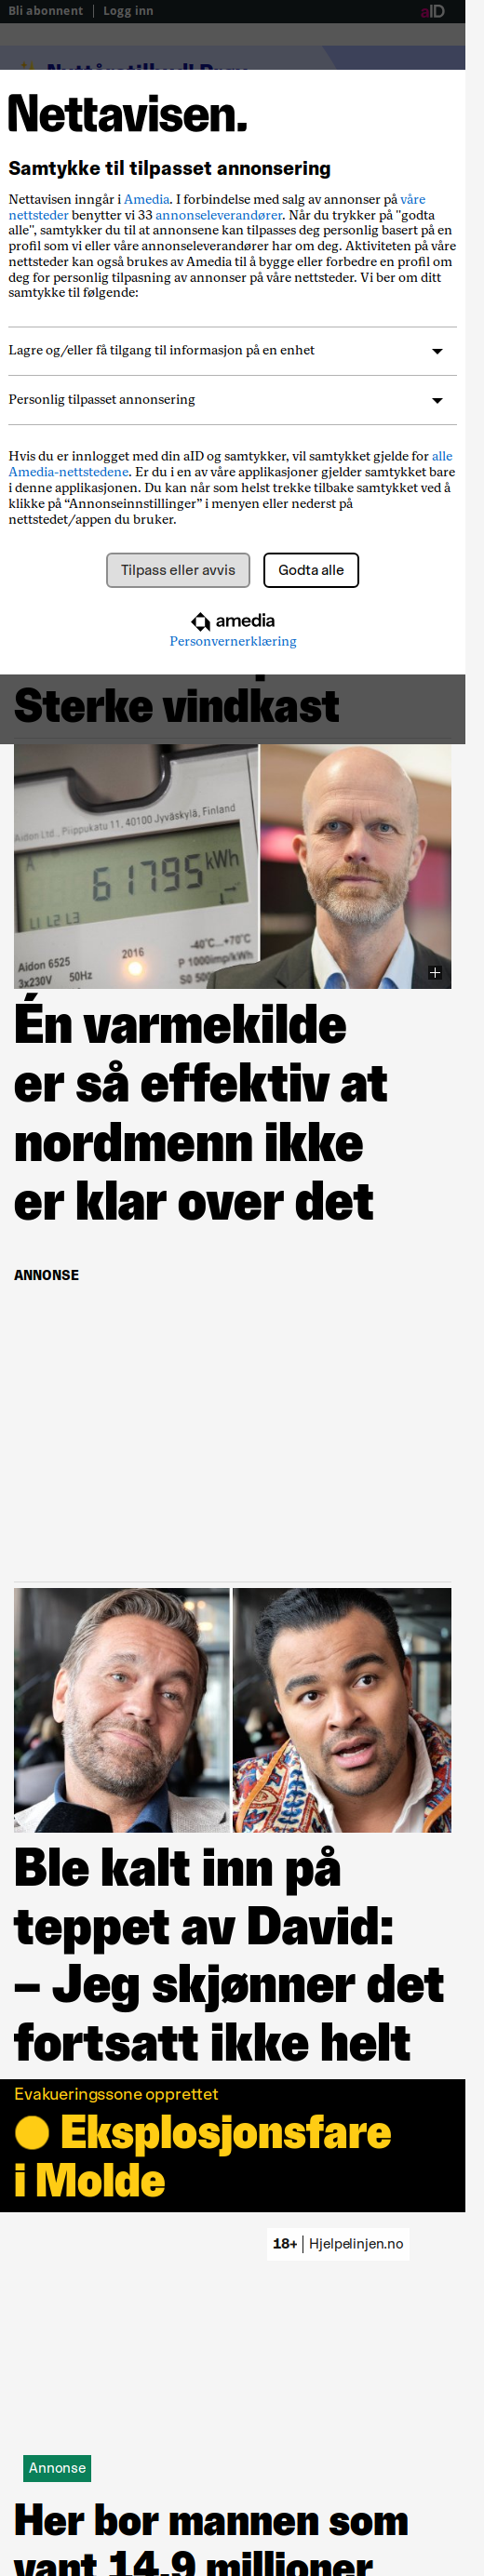 Bli abonnent | Logg inn
aID
Nettavisen.
Samtykke til tilpasset annonsering
Nettavisen inngår i Amedia. I forbindelse med salg av annonser på våre
nettsteder benytter vi 33 annonseleverandører. Når du trykker på "godta
alle", samtykker du til at annonsene kan tilpasses deg personlig basert på en
profil som vi eller våre annonseleverandører har om deg. Aktiviteten på våre
nettsteder kan også brukes av Amedia til å bygge eller forbedre en profil om
deg for personlig tilpasning av annonser på våre nettsteder. Vi ber om ditt
samtykke til følgende:
Lagre og/eller få tilgang til informasjon på en enhet
Personlig tilpasset annonsering
Hvis du er innlogget med din aID og samtykker, vil samtykket gjelde for alle
Amedia-nettstedene. Er du i en av våre applikasjoner gjelder samtykket bare
i denne applikasjonen. Du kan når som helst trekke tilbake samtykket ved å
klikke på “Annonseinnstillinger” i menyen eller nederst på
nettstedet/appen du bruker.
Tilpass eller avvis
Godta alle
amedia
Personvernerklæring
Sterke vindkast
Aidon Ltd., Piippukatu 11, 40100 Jyväskylä, Finland
A
61795 kWh
L1 L2 L3
Aidon 6525
2016
-40°C...+70°C
3x230V
50Hz
P 1000imp/kWh
Én varmekilde
er så effektiv at
nordmenn ikke
er klar over det
ANNONSE
Ble kalt inn på
teppet av David:
– Jeg skjønner det
fortsatt ikke helt
Evakueringssone opprettet
Eksplosjonsfare
i Molde
18+ | Hjelpelinjen.no
Annonse
Her bor mannen som
vant 14,9 millioner